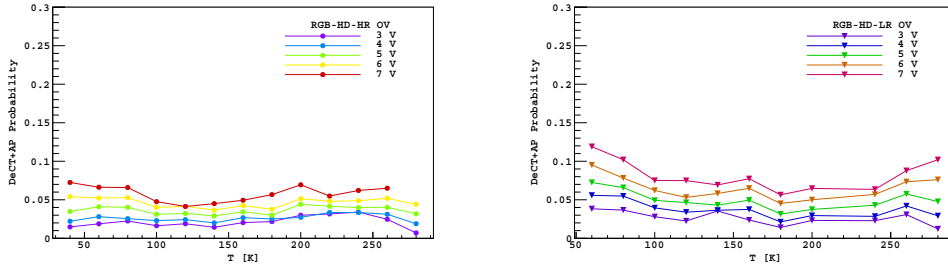 RGB-HD-HR OV
3 V
4 V
5 V
6 V
7 V
DeCT+AP Probability
0.3
0.25
0.2
0.15
0.1
0.05
0
50
100
150
200
250
T [K]
RGB-HD-LR OV
3 V
4 V
5 V
6 V
7 V
DeCT+AP Probability
0.3
0.25
0.2
0.15
0.1
0.05
0
50
100
150
200
250
T [K]